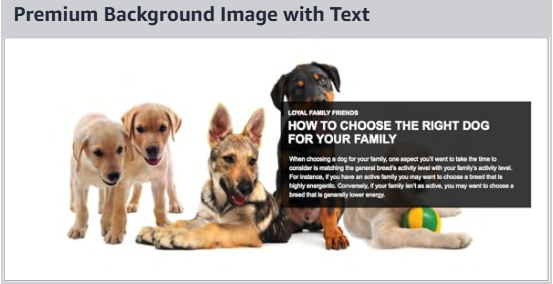 Premium Background Image with Text
LOYAL FAMILY FRIENDS
HOW TO CHOOSE THE RIGHT DOG
FOR YOUR FAMILY
When choosing a dog for your family, one aspect you'll want to take the time to
consider is matching the general breed's activity level with your family's activity level.
For instance, if you have an active family you may want to choose a breed that is
highly energentic. Conversely, if your family isn't as active, you may want to choose a
breed that is generally lower energy.